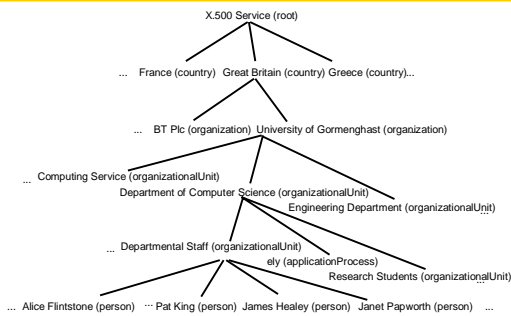 X.500 Service (root)
... France (country) Great Britain (country) Greece (country)...
... BT Plc (organization) University of Gormenghast (organization)
... Computing Service (organizationalUnit)
Department of Computer Science (organizationalUnit)
Engineering Department (organizationalUnit)
...
... Departmental Staff (organizationalUnit)
ely (applicationProcess)
Research Students (organizationalUnit)
...
... Alice Flintstone (person) ... Pat King (person) James Healey (person) Janet Papworth (person) ...